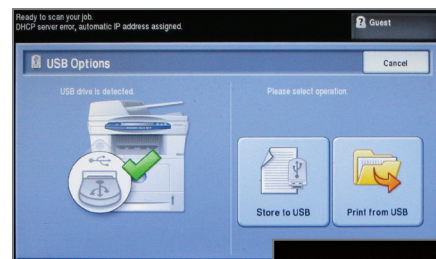 Ready to scan your job.
DHCP server error, automatic IP address assigned.
Guest
USB Options
Cancel
USB drive is detected.
Please select operation.
Store to USB
Print from USB